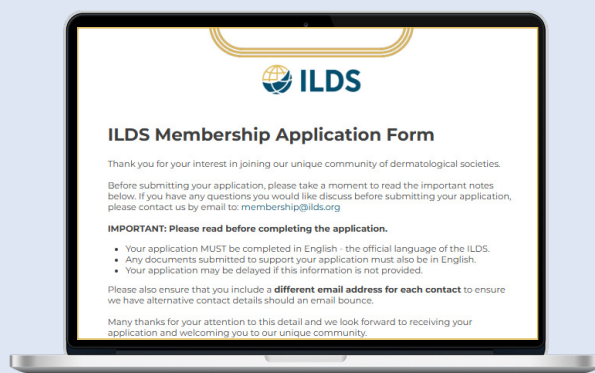 ILDS
ILDS Membership Application Form
Thank you for your interest in joining our unique community of dermatological societies.
Before submitting your application, please take a moment to read the important notes
below. If you have any questions you would like discuss before submitting your application,
please contact us by email to: membership@ilds.org
IMPORTANT: Please read before completing the application.
Your application MUST be completed in English - the official language of the ILDS.
Any documents submitted to support your application must also be in English.
Your application may be delayed if this information is not provided.
Please also ensure that you include a different email address for each contact to ensure
we have alternative contact details should an email bounce.
Many thanks for your attention to this detail and we look forward to receiving your
application and welcoming you to our unique community.